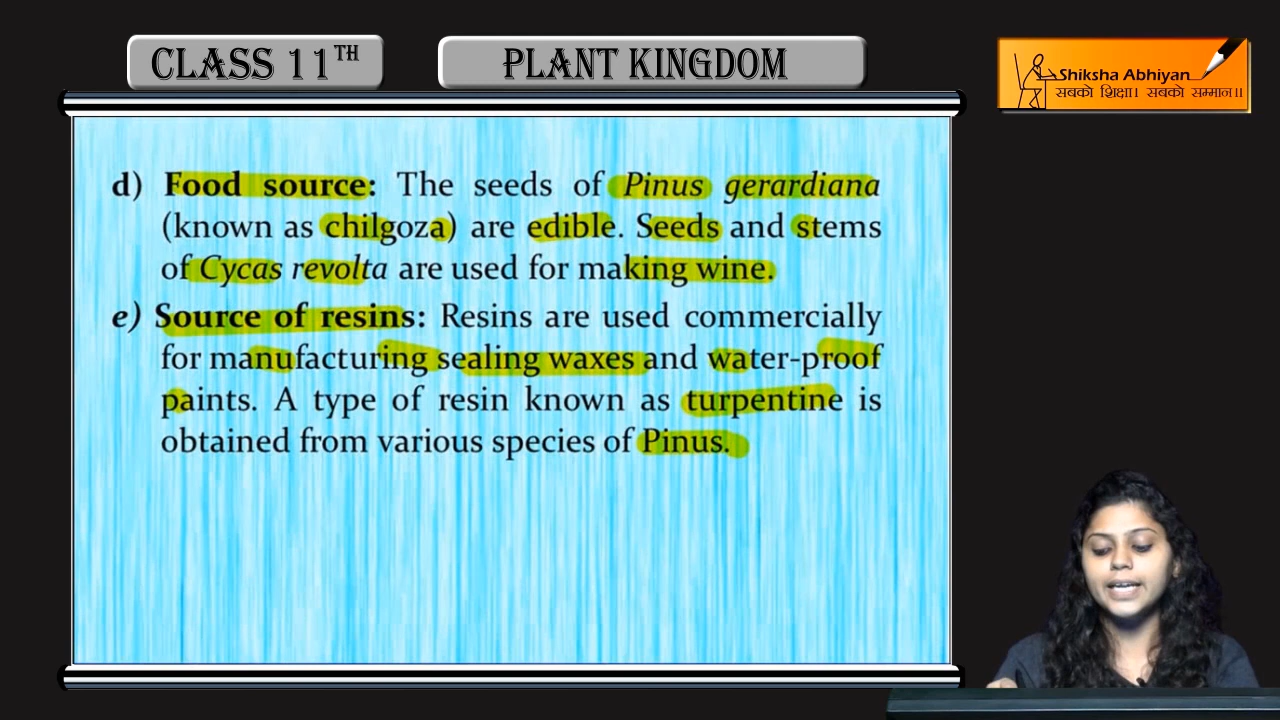 CLASS 11TH
PLANT KINGDOM
Shiksha Abhiyan
सबको शिक्षा। सबको सम्मान।।
d) Food source: The seeds of Pinus gerardiana
(known as chilgoza) are edible. Seeds and stems
of Cycas revolta are used for making wine.
e) Source of resins: Resins are used commercially
for manufacturing sealing waxes and water-proof
paints. A type of resin known as turpentine is
obtained from various species of Pinus.